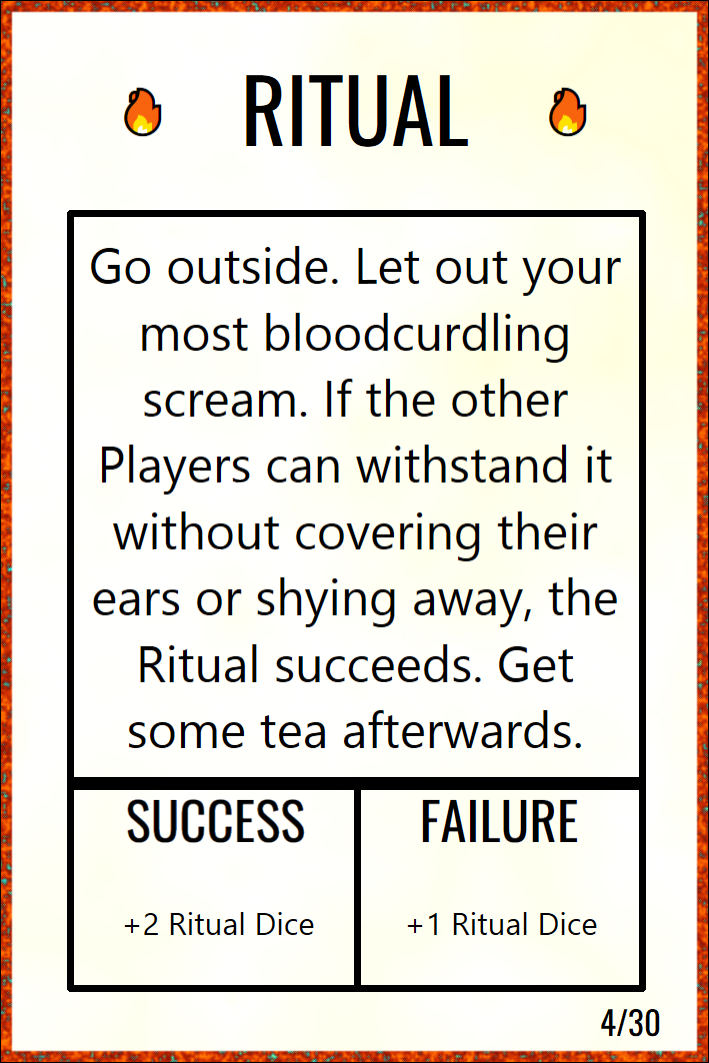 RITUAL
Go outside. Let out your
most bloodcurdling
scream. If the other
Players can withstand it
without covering their
ears or shying away, the
Ritual succeeds. Get
some tea afterwards.
SUCCESS
+2 Ritual Dice
FAILURE
+1 Ritual Dice
4/30